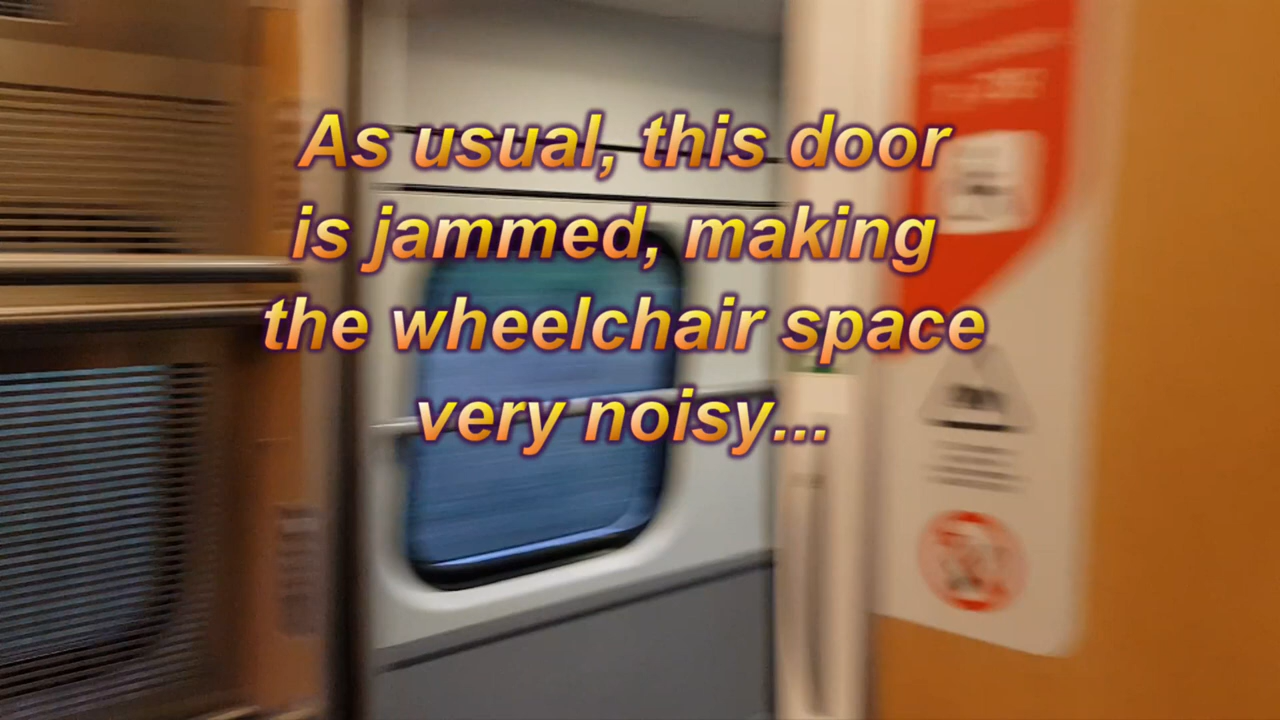 As usual, this door
is jammed, making
the wheelchair space
very noisy...